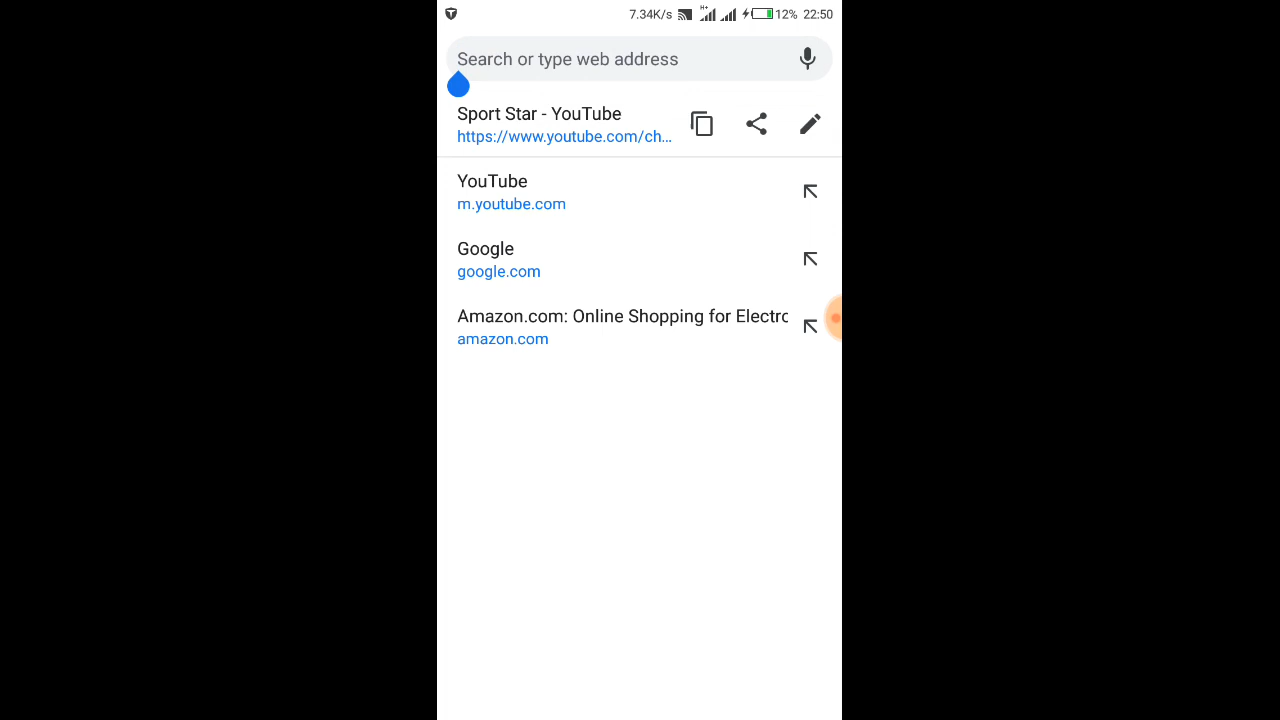 7.34K/s H+ 12% 22:50
Search or type web address
Sport Star - YouTube
https://www.youtube.com/ch...
YouTube
m.youtube.com
Google
google.com
Amazon.com: Online Shopping for Electro
amazon.com